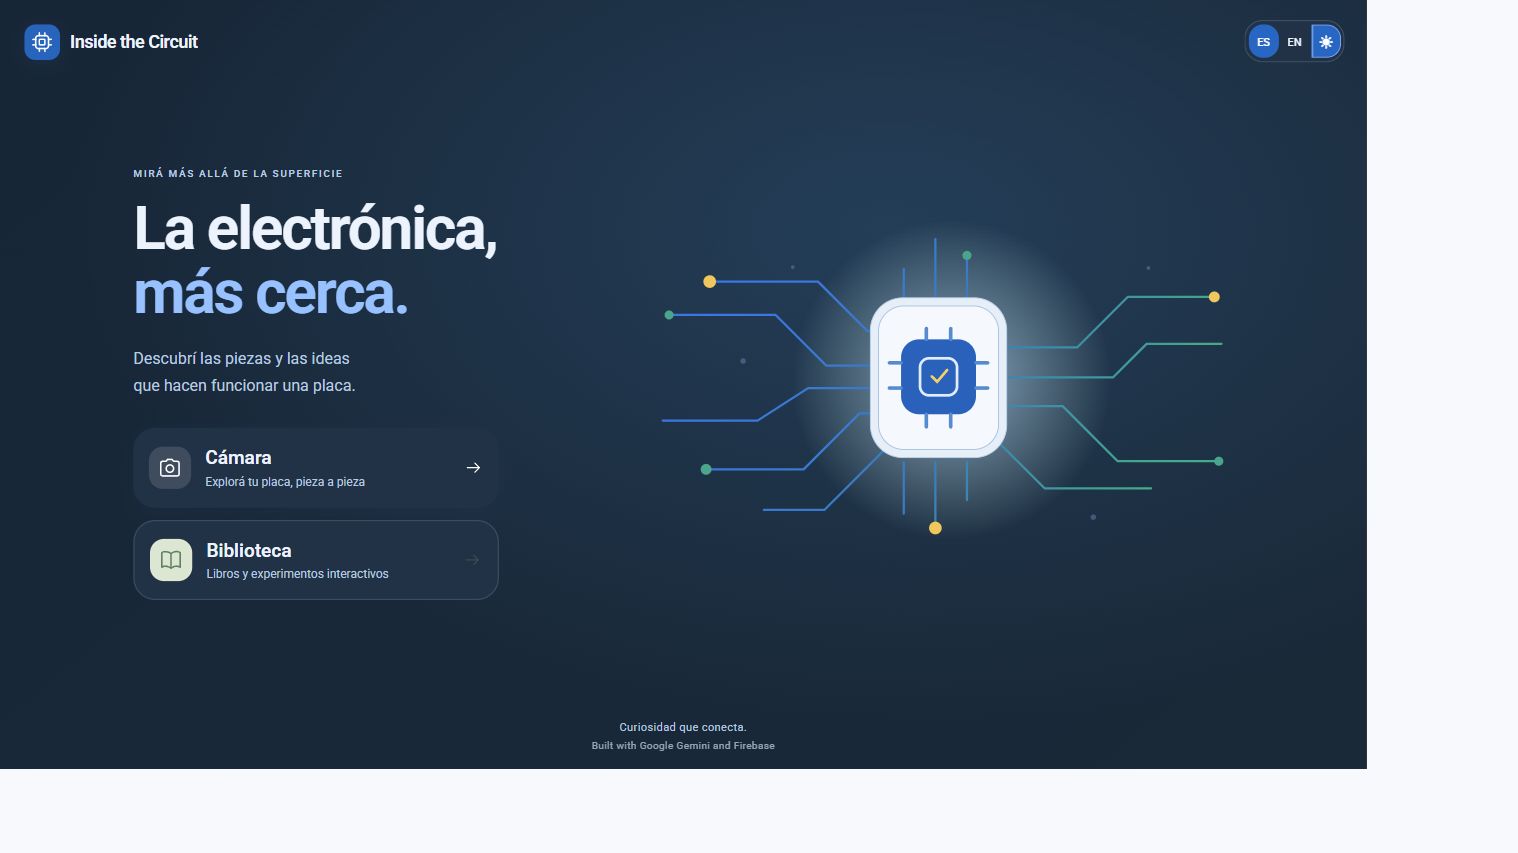 Inside the Circuit
ES EN
MIRÁ MÁS ALLÁ DE LA SUPERFICIE
La electrónica,
más cerca.
Descubrí las piezas y las ideas
que hacen funcionar una placa.
Cámara
Explorá tu placa, pieza a pieza
Biblioteca
Libros y experimentos interactivos
Curiosidad que conecta.
Built with Google Gemini and Firebase